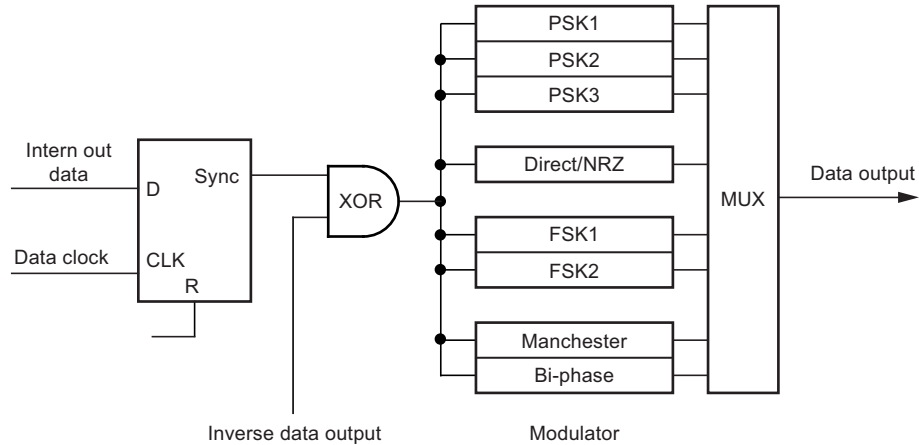 PSK1
PSK2
PSK3
Intern out
data
D
Sync
CLK
R
Data clock
XOR
Direct/NRZ
FSK1
FSK2
Manchester
Bi-phase
MUX
Data output
Inverse data output
Modulator